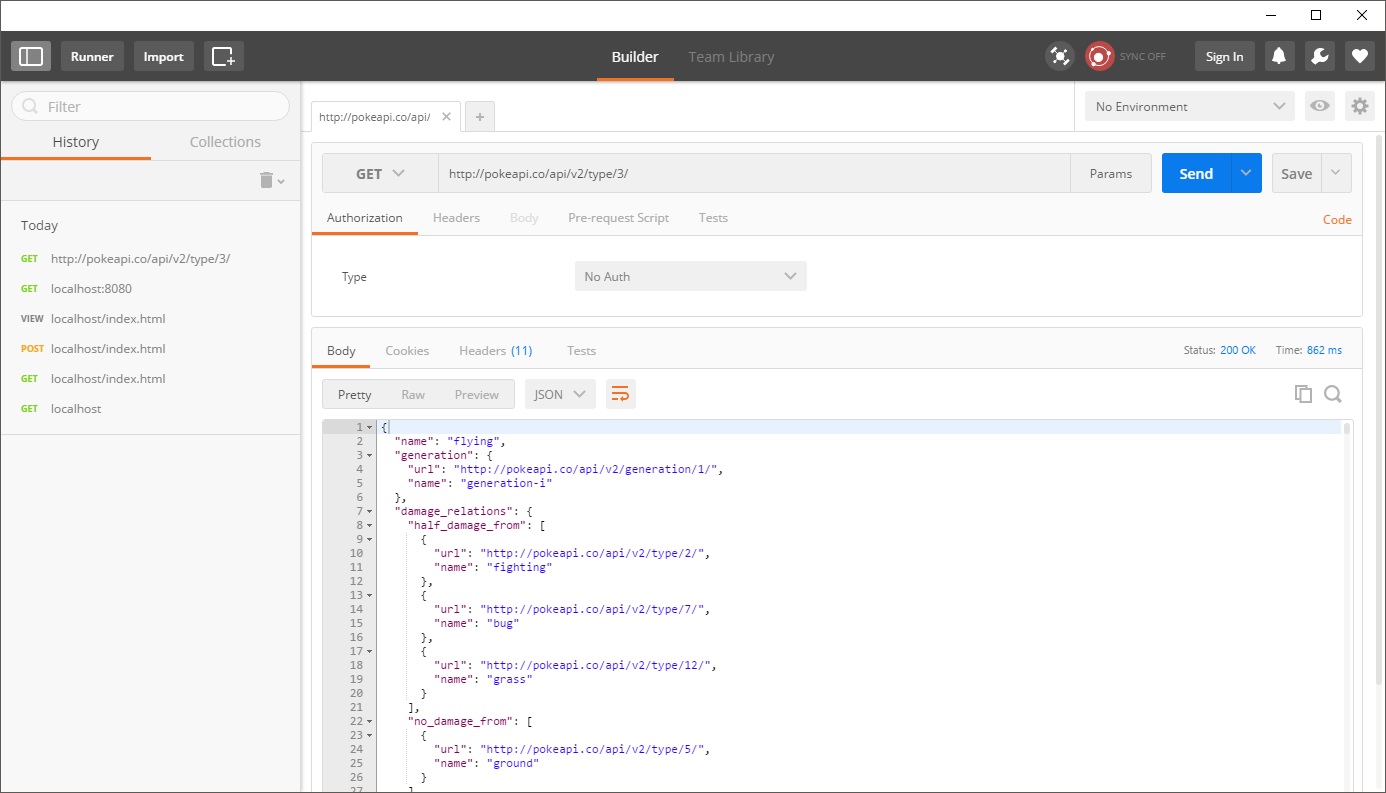 Runner Import Builder Team Library SYNC OFF Sign In
Filter
History Collections
Today
GET http://pokeapi.co/api/v2/type/3/
GET localhost:8080
VIEW localhost/index.html
POST localhost/index.html
GET localhost/index.html
GET localhost
http://pokeapi.co/api/ No Environment
GET http://pokeapi.co/api/v2/type/3/ Params Send Save
Authorization Headers Body Pre-request Script Tests Code
Type No Auth
Body Cookies Headers (11) Tests Status: 200 OK Time: 862 ms
Pretty Raw Preview JSON
1 {
2 "name": "flying",
3 "generation": {
4 "url": "http://pokeapi.co/api/v2/generation/1/",
5 "name": "generation-i"
6 },
7 "damage_relations": {
8 "half_damage_from": [
9 {
10 "url": "http://pokeapi.co/api/v2/type/2/",
11 "name": "fighting"
12 },
13 {
14 "url": "http://pokeapi.co/api/v2/type/7/",
15 "name": "bug"
16 },
17 {
18 "url": "http://pokeapi.co/api/v2/type/12/",
19 "name": "grass"
20 }
21 ],
22 "no_damage_from": [
23 {
24 "url": "http://pokeapi.co/api/v2/type/5/",
25 "name": "ground"
26 }
27 ]